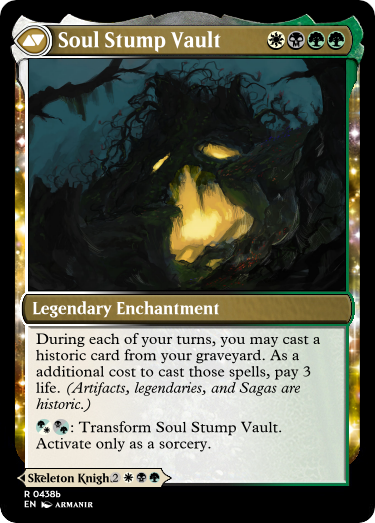 Soul Stump Vault
Legendary Enchantment
During each of your turns, you may cast a
historic card from your graveyard. As a
additional cost to cast those spells, pay 3
life. (Artifacts, legendaries, and Sagas are
historic.)
: Transform Soul Stump Vault.
Activate only as a sorcery.
Skeleton Knigh 2
R 0438b
EN ARMANIR